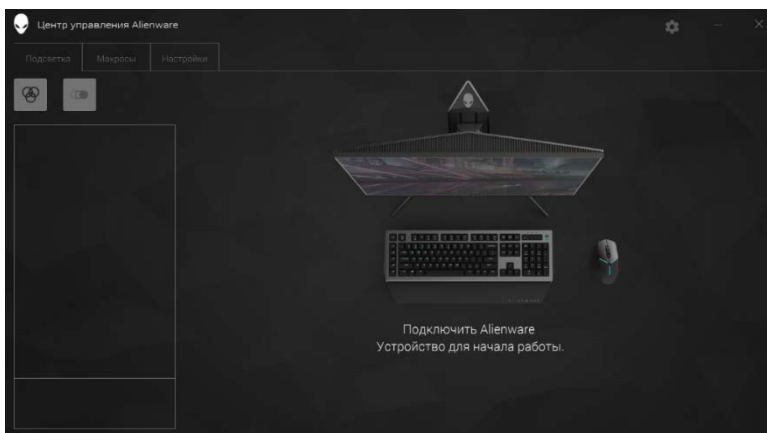 Центр управления Alienware
Подсветка Макросы Настройки
Подключить Alienware
Устройство для начала работы.